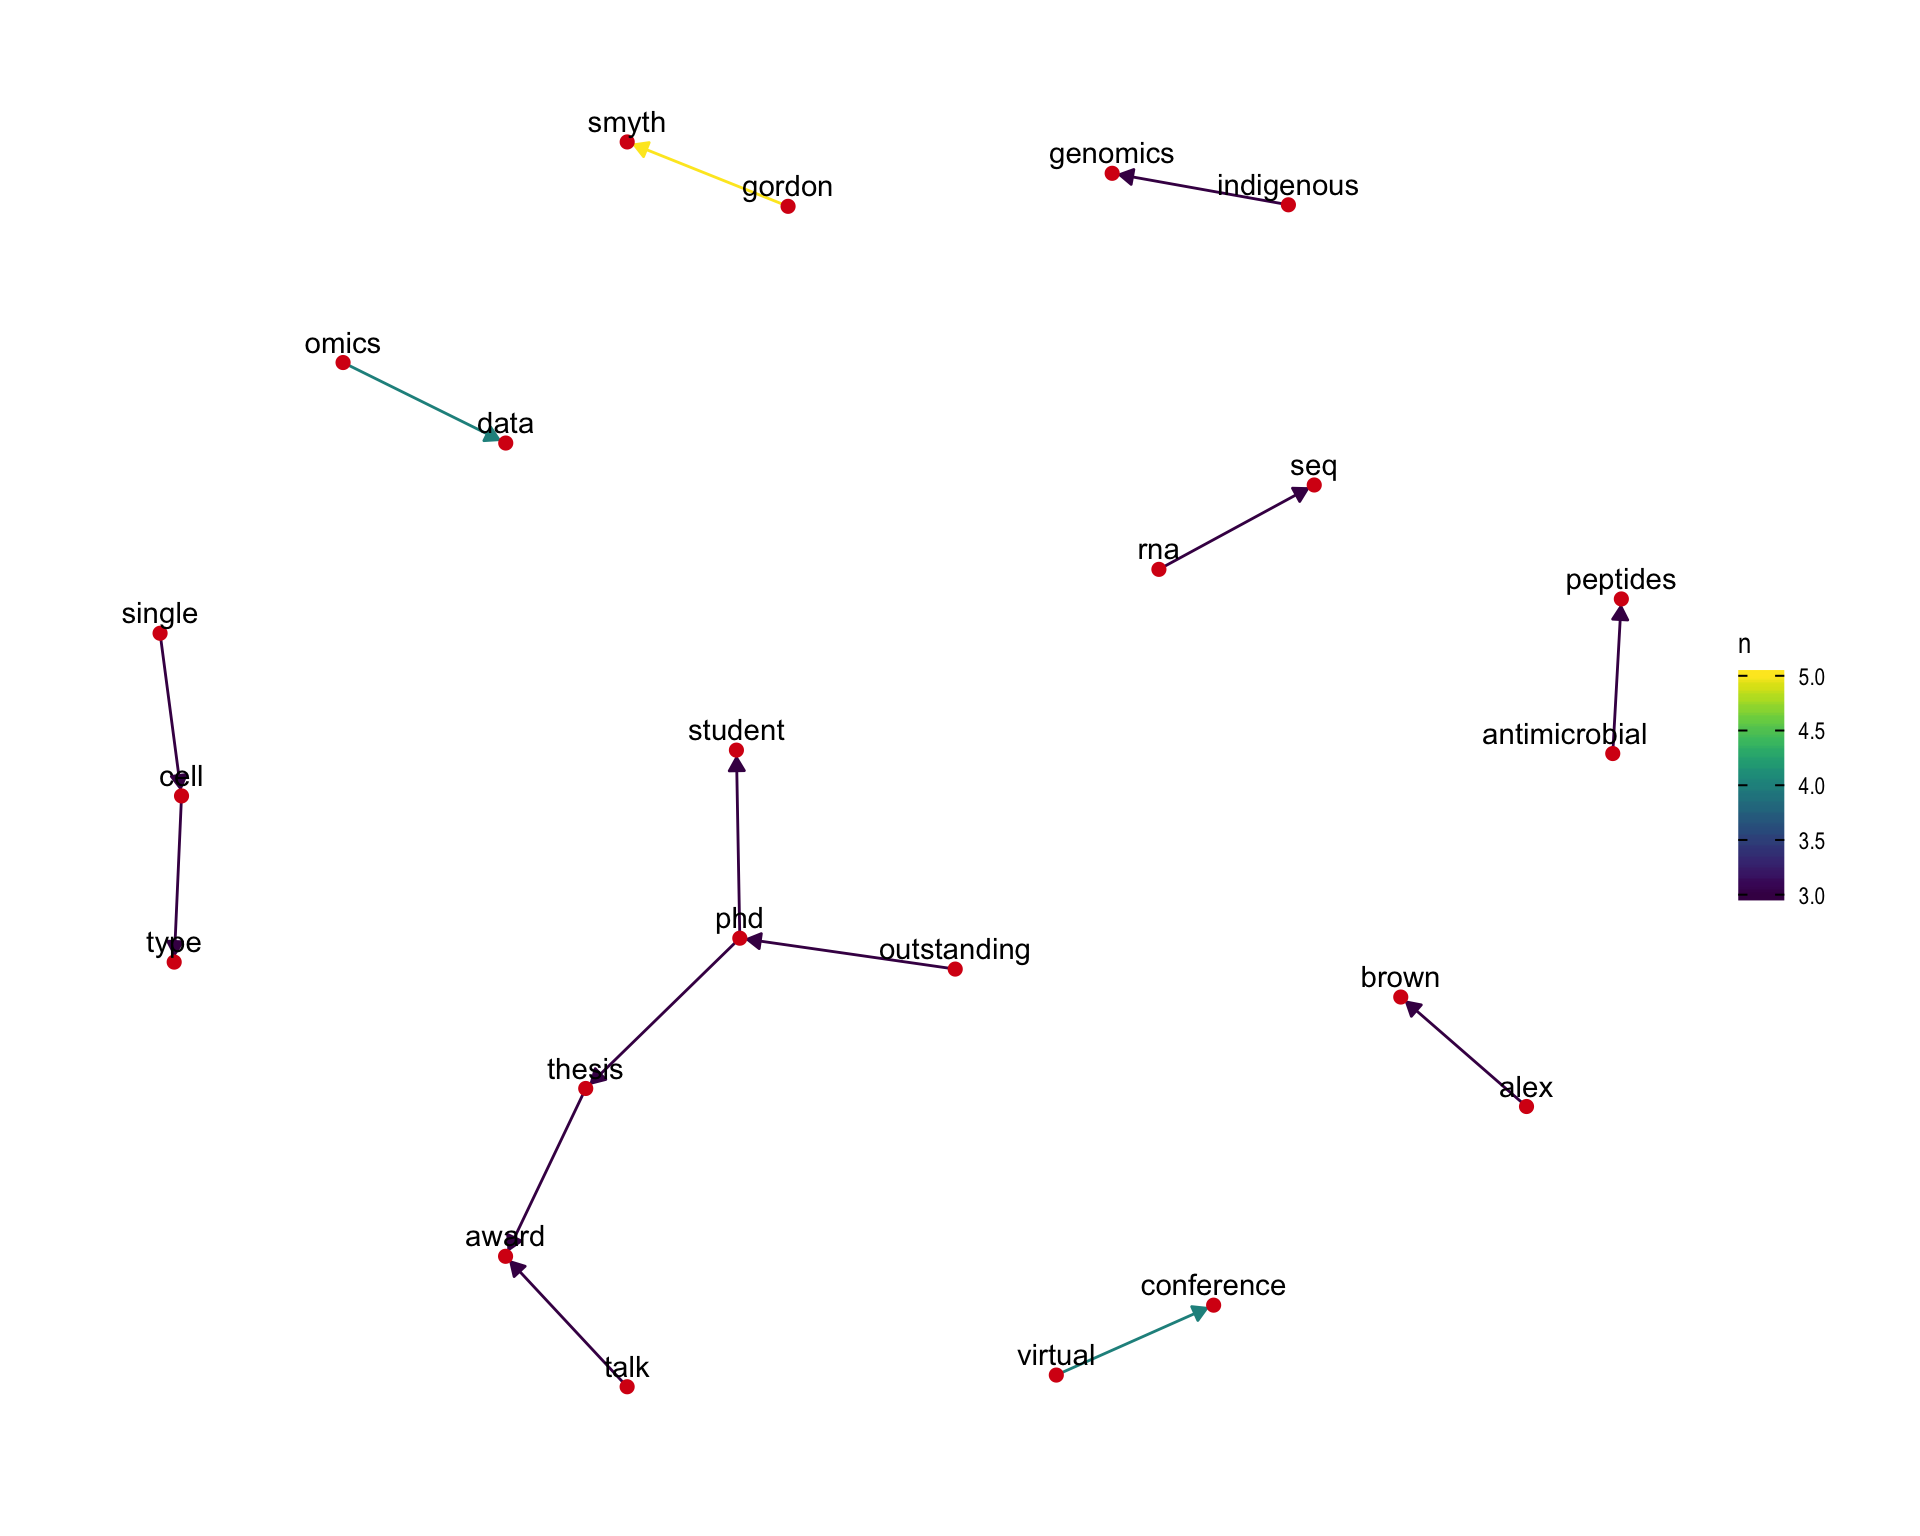 smyth
genomics
gordon
indigenous
omics
data
seq
rna
peptides
single
n
5.0
4.5
4.0
3.5
3.0
student
antimicrobial
cell
phd
type
outstanding
brown
thesis
alex
award
conference
virtual
talk